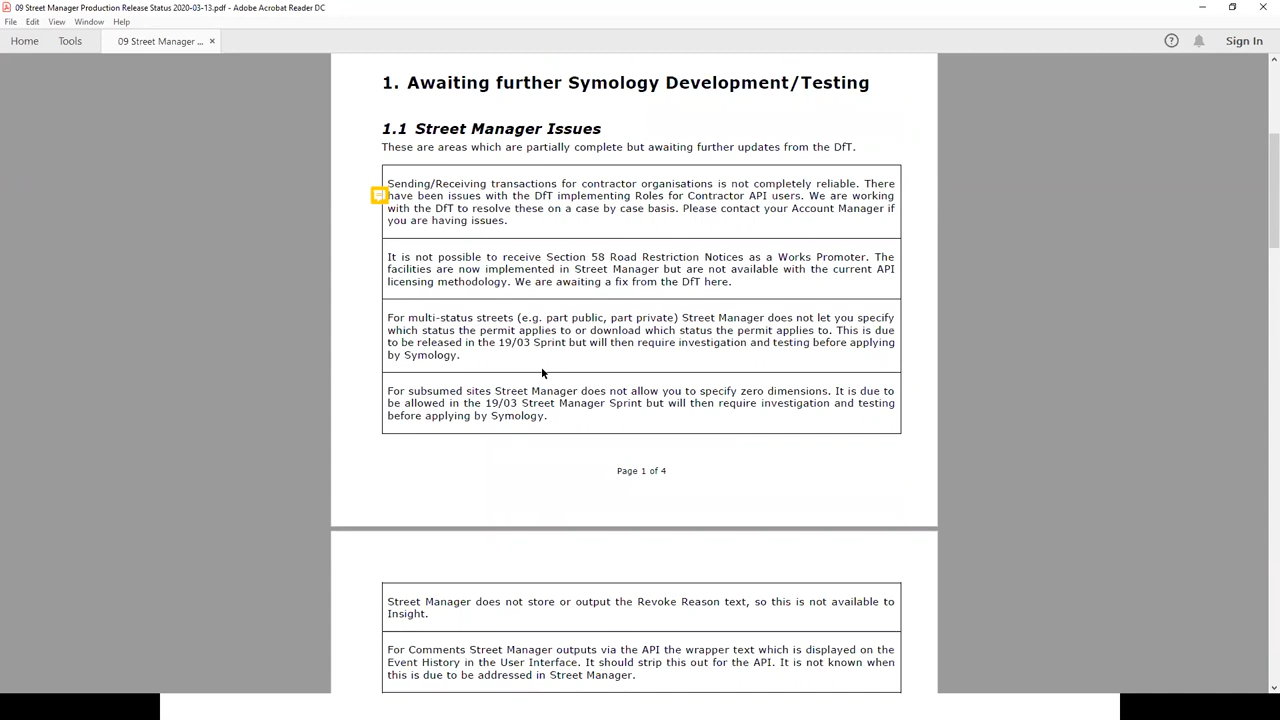 09 Street Manager Production Release Status 2020-03-13.pdf - Adobe Acrobat Reader DC
File Edit View Window Help
Home Tools 09 Street Manager ... × Sign In
1. Awaiting further Symology Development/Testing
1.1 Street Manager Issues
These are areas which are partially complete but awaiting further updates from the DfT.
Sending/Receiving transactions for contractor organisations is not completely reliable. There
have been issues with the DfT implementing Roles for Contractor API users. We are working
with the DfT to resolve these on a case by case basis. Please contact your Account Manager if
you are having issues.
It is not possible to receive Section 58 Road Restriction Notices as a Works Promoter. The
facilities are now implemented in Street Manager but are not available with the current API
licensing methodology. We are awaiting a fix from the DfT here.
For multi-status streets (e.g. part public, part private) Street Manager does not let you specify
which status the permit applies to or download which status the permit applies to. This is due
to be released in the 19/03 Sprint but will then require investigation and testing before applying
by Symology.
For subsumed sites Street Manager does not allow you to specify zero dimensions. It is due to
be allowed in the 19/03 Street Manager Sprint but will then require investigation and testing
before applying by Symology.
Page 1 of 4
Street Manager does not store or output the Revoke Reason text, so this is not available to
Insight.
For Comments Street Manager outputs via the API the wrapper text which is displayed on the
Event History in the User Interface. It should strip this out for the API. It is not known when
this is due to be addressed in Street Manager.